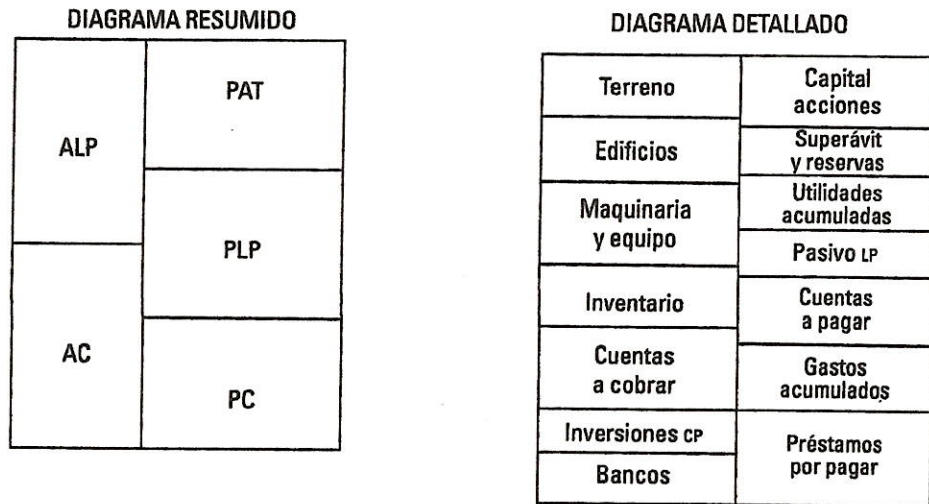 DIAGRAMA RESUMIDO
ALP
AC
PAT
PLP
PC
DIAGRAMA DETALLADO
Terreno
Edificios
Maquinaria
y equipo
Inventario
Cuentas
a cobrar
Inversiones CP
Bancos
Capital
acciones
Superávit
y reservas
Utilidades
acumuladas
Pasivo LP
Cuentas
a pagar
Gastos
acumulados
Préstamos
por pagar